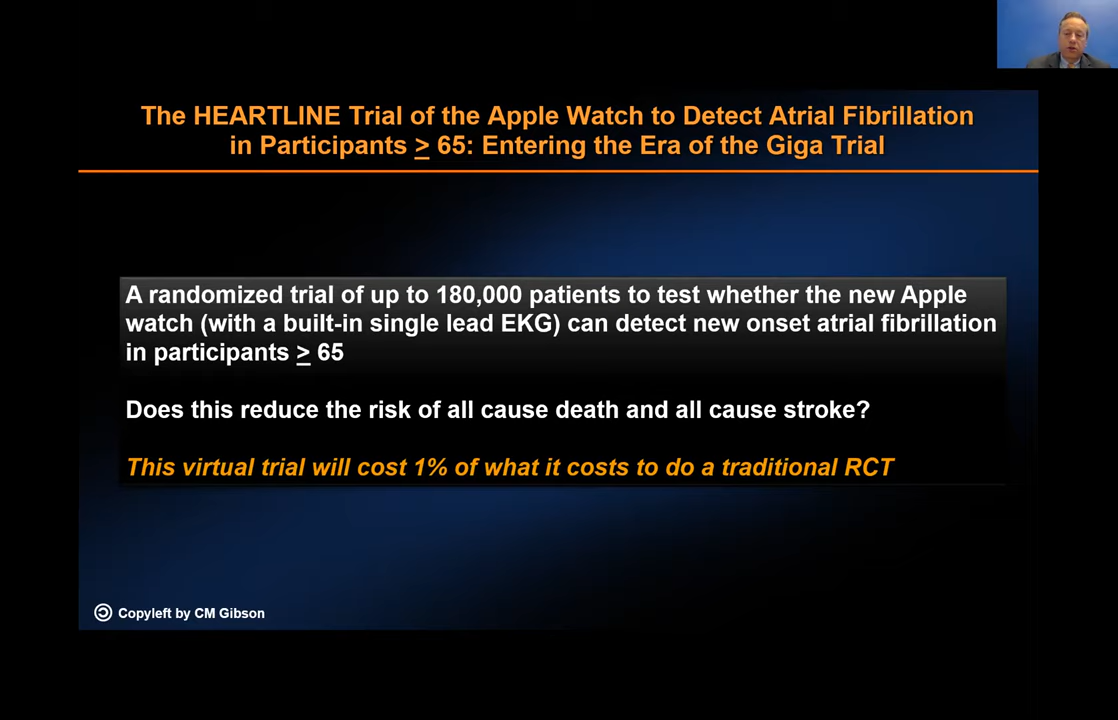 The HEARTLINE Trial of the Apple Watch to Detect Atrial Fibrillation
in Participants ≥ 65: Entering the Era of the Giga Trial
A randomized trial of up to 180,000 patients to test whether the new Apple
watch (with a built-in single lead EKG) can detect new onset atrial fibrillation
in participants ≥ 65
Does this reduce the risk of all cause death and all cause stroke?
This virtual trial will cost 1% of what it costs to do a traditional RCT
🄯 Copyleft by CM Gibson